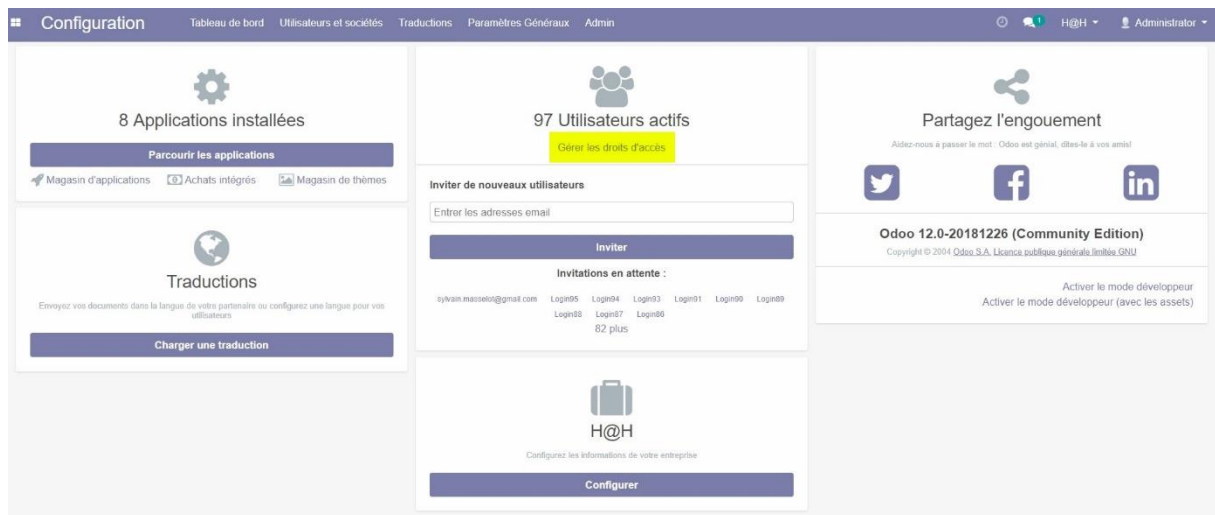 Configuration
Tableau de bord Utilisateurs et sociétés Traductions Paramètres Généraux Admin
1 H@H Administrator
8 Applications installées
Parcourir les applications
Magasin d'applications Achats intégrés Magasin de thèmes
Traductions
Envoyez vos documents dans la langue de votre partenaire ou configurez une langue pour vos
utilisateurs
Charger une traduction
97 Utilisateurs actifs
Gérer les droits d'accès
Inviter de nouveaux utilisateurs
Entrer les adresses email
Inviter
Invitations en attente :
sylvain.masselot@gmail.com Login95 Login94 Login93 Login91 Login90 Login89
Login88 Login87 Login86
82 plus
H@H
Configurez les informations de votre entreprise
Configurer
Partagez l'engouement
Aidez-nous à passer le mot : Odoo est génial, dites-le à vos amis!
Odoo 12.0-20181226 (Community Edition)
Copyright © 2004 Odoo S.A. Licence publique générale limitée GNU
Activer le mode développeur
Activer le mode développeur (avec les assets)